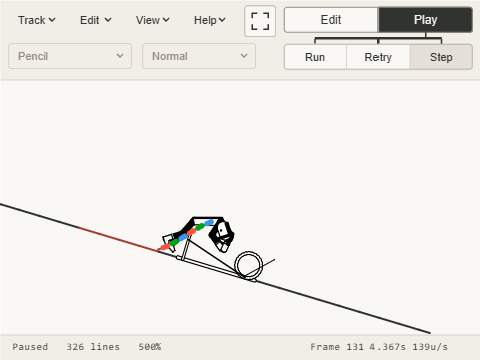 Track Edit View Help Edit Play
Pencil Normal Run Retry Step
Paused 326 lines 500% Frame 131 4.367s 139u/s